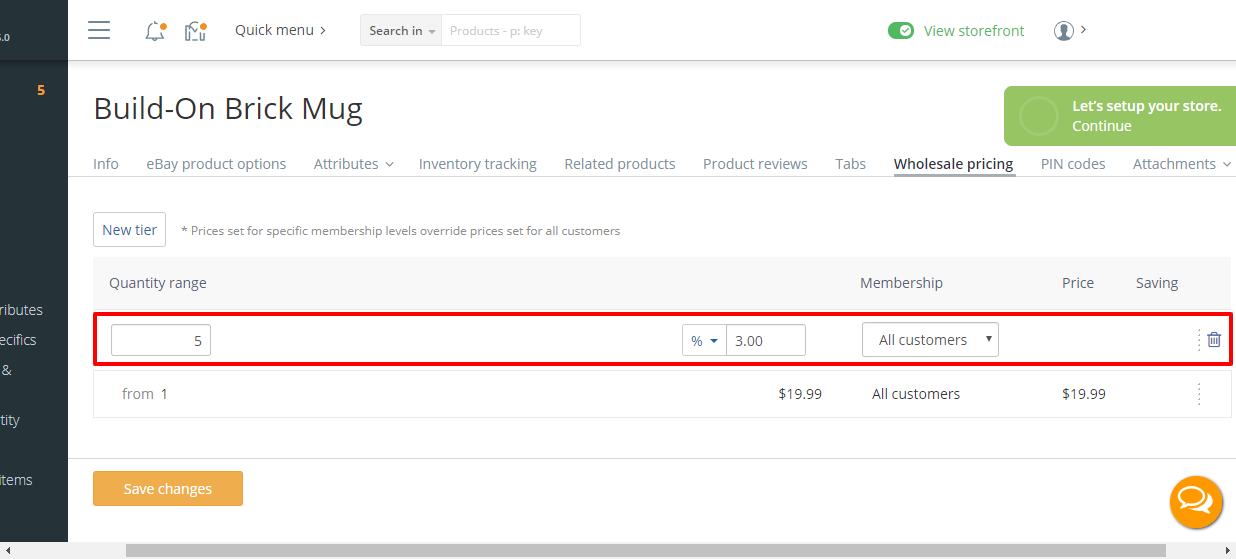 5.0
Quick menu
Search in
Products - p: key
View storefront
5
Build-On Brick Mug
Let's setup your store.
Continue
Info eBay product options Attributes Inventory tracking Related products Product reviews Tabs Wholesale pricing PIN codes Attachments
New tier * Prices set for specific membership levels override prices set for all customers
Quantity range Membership Price Saving
5 % 3.00 All customers
from 1 $19.99 All customers $19.99
ributes
ecifics
&
tity
items
Save changes